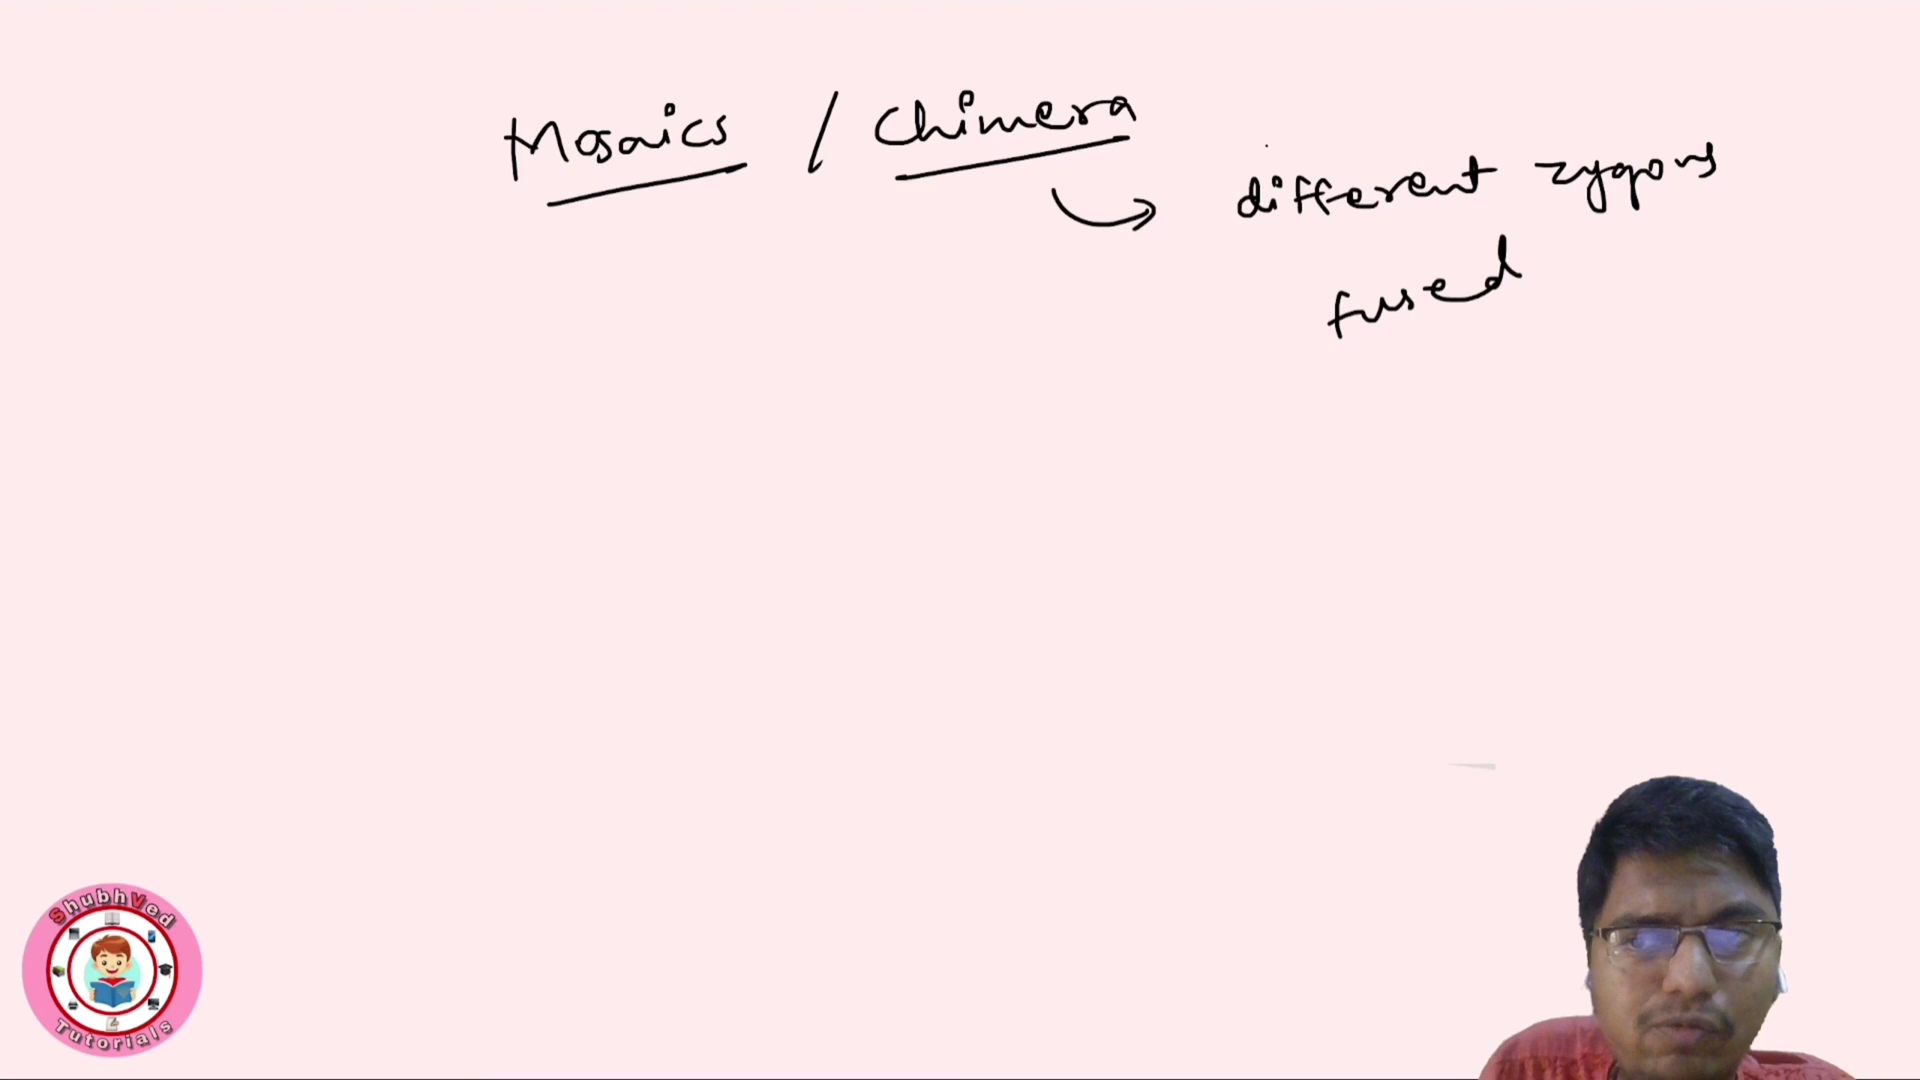 Mosaics / Chimera
different zygons
fused
ShubhVed
Tutorials